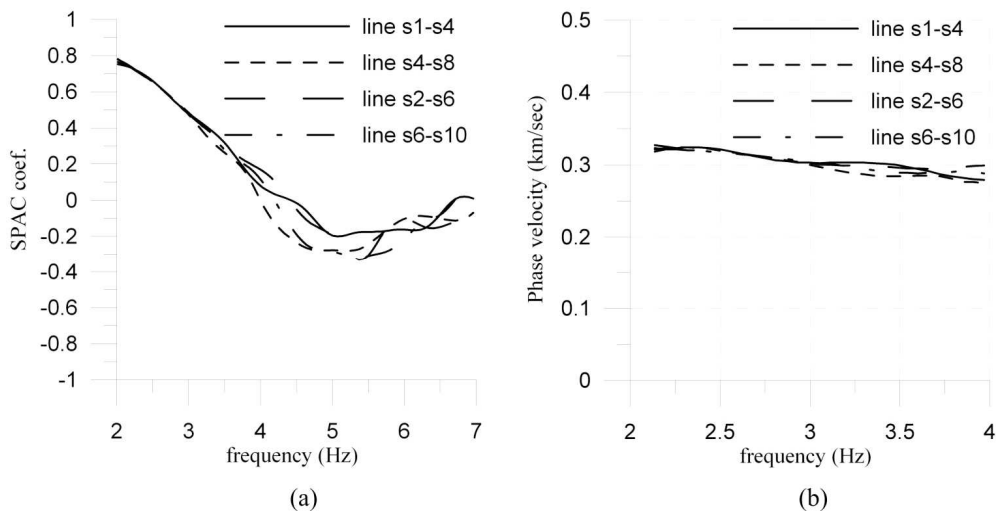 1
0.8
0.6
0.4
0.2
0
-0.2
-0.4
-0.6
-0.8
-1
SPAC coef.
2 3 4 5 6 7
frequency (Hz)
line s1-s4
line s4-s8
line s2-s6
line s6-s10
(a)
0.5
0.4
0.3
0.2
0.1
0
Phase velocity (km/sec)
2 2.5 3 3.5 4
frequency (Hz)
line s1-s4
line s4-s8
line s2-s6
line s6-s10
(b)